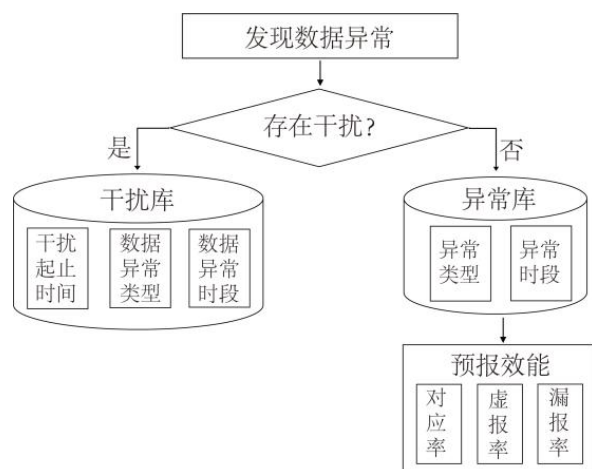 发现数据异常
存在干扰?
是
否
干扰库
异常库
干扰
起止
时间
数据
异常
类型
数据
异常
时段
异常
类型
异常
时段
预报效能
对
应
率
虚
报
率
漏
报
率